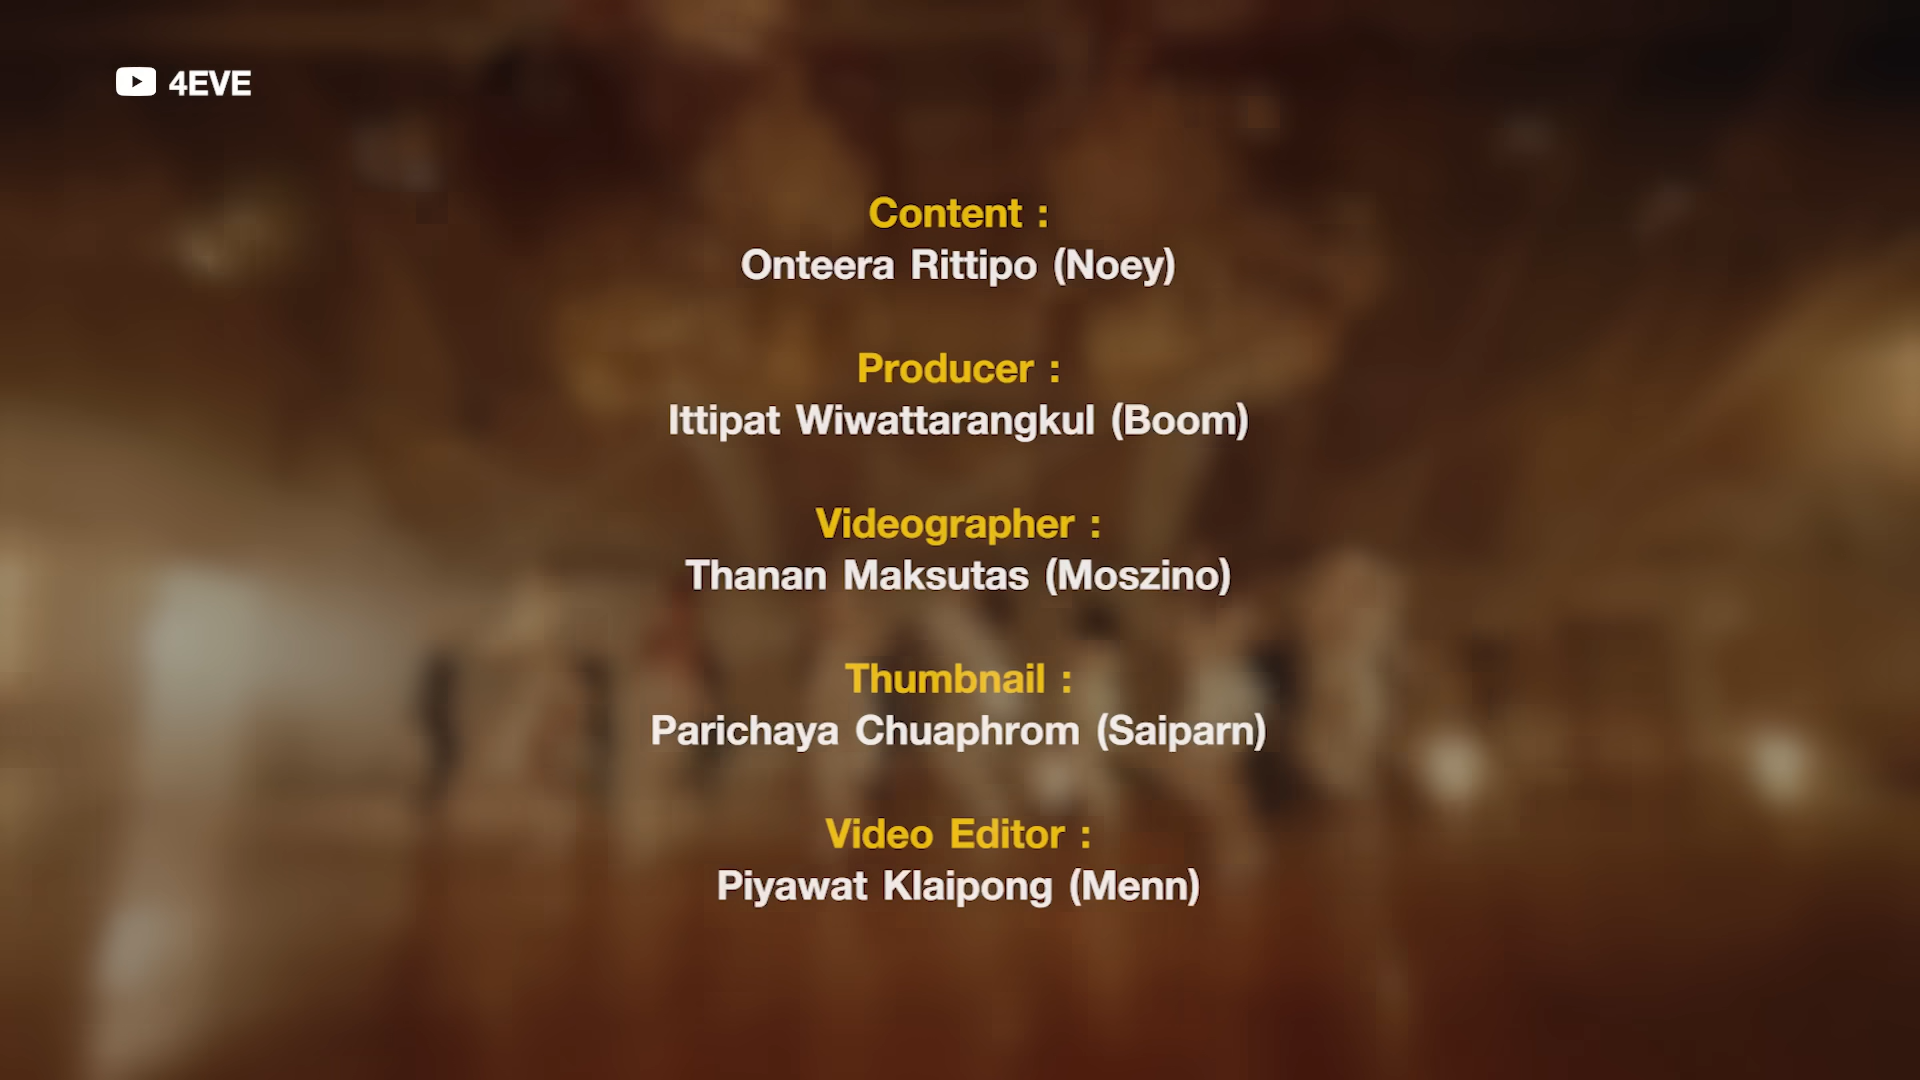 4EVE
Content :
Onteera Rittipo (Noey)
Producer :
Ittipat Wiwattarangkul (Boom)
Videographer :
Thanan Maksutas (Moszino)
Thumbnail :
Parichaya Chuaphrom (Saiparn)
Video Editor :
Piyawat Klaipong (Menn)